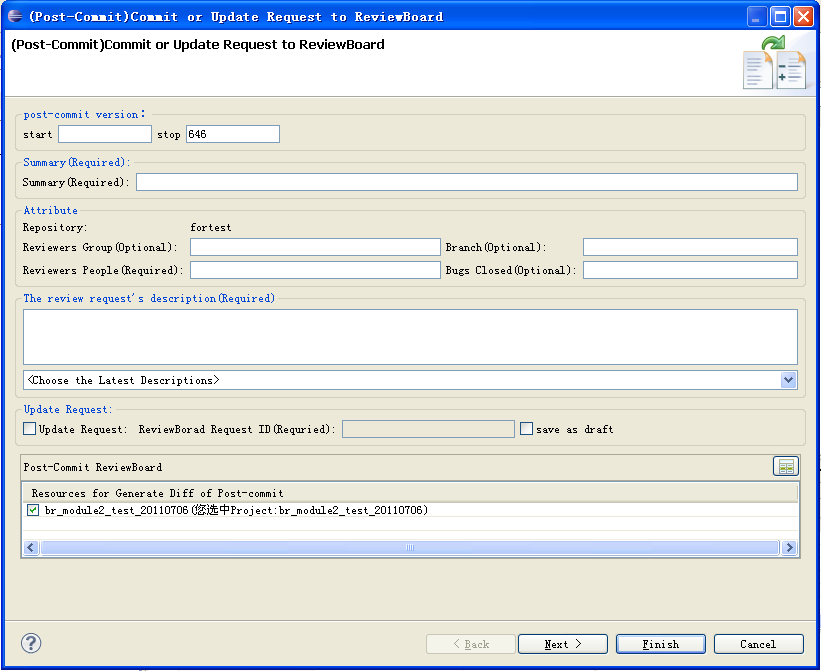 (Post-Commit)Commit or Update Request to ReviewBoard
(Post-Commit)Commit or Update Request to ReviewBoard
post-commit version:
start stop 646
Summary(Required):
Summary(Required):
Attribute
Repository: fortest
Reviewers Group(Optional): Branch(Optional):
Reviewers People(Required): Bugs Closed(Optional):
The review request's description(Required)
<Choose the Latest Descriptions>
Update Request:
Update Request: ReviewBorad Request ID(Requried): save as draft
Post-Commit ReviewBoard
Resources for Generate Diff of Post-commit
br_module2_test_20110706(您选中Project:br_module2_test_20110706)
< Back Next > Finish Cancel